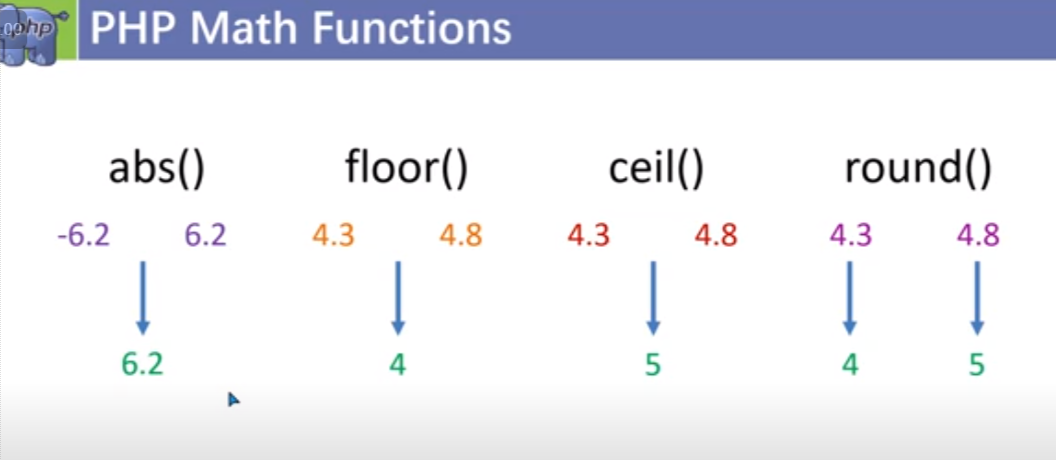 php
PHP Math Functions
abs() floor() ceil() round()
-6.2 6.2 4.3 4.8 4.3 4.8 4.3 4.8
6.2 4 5 4 5